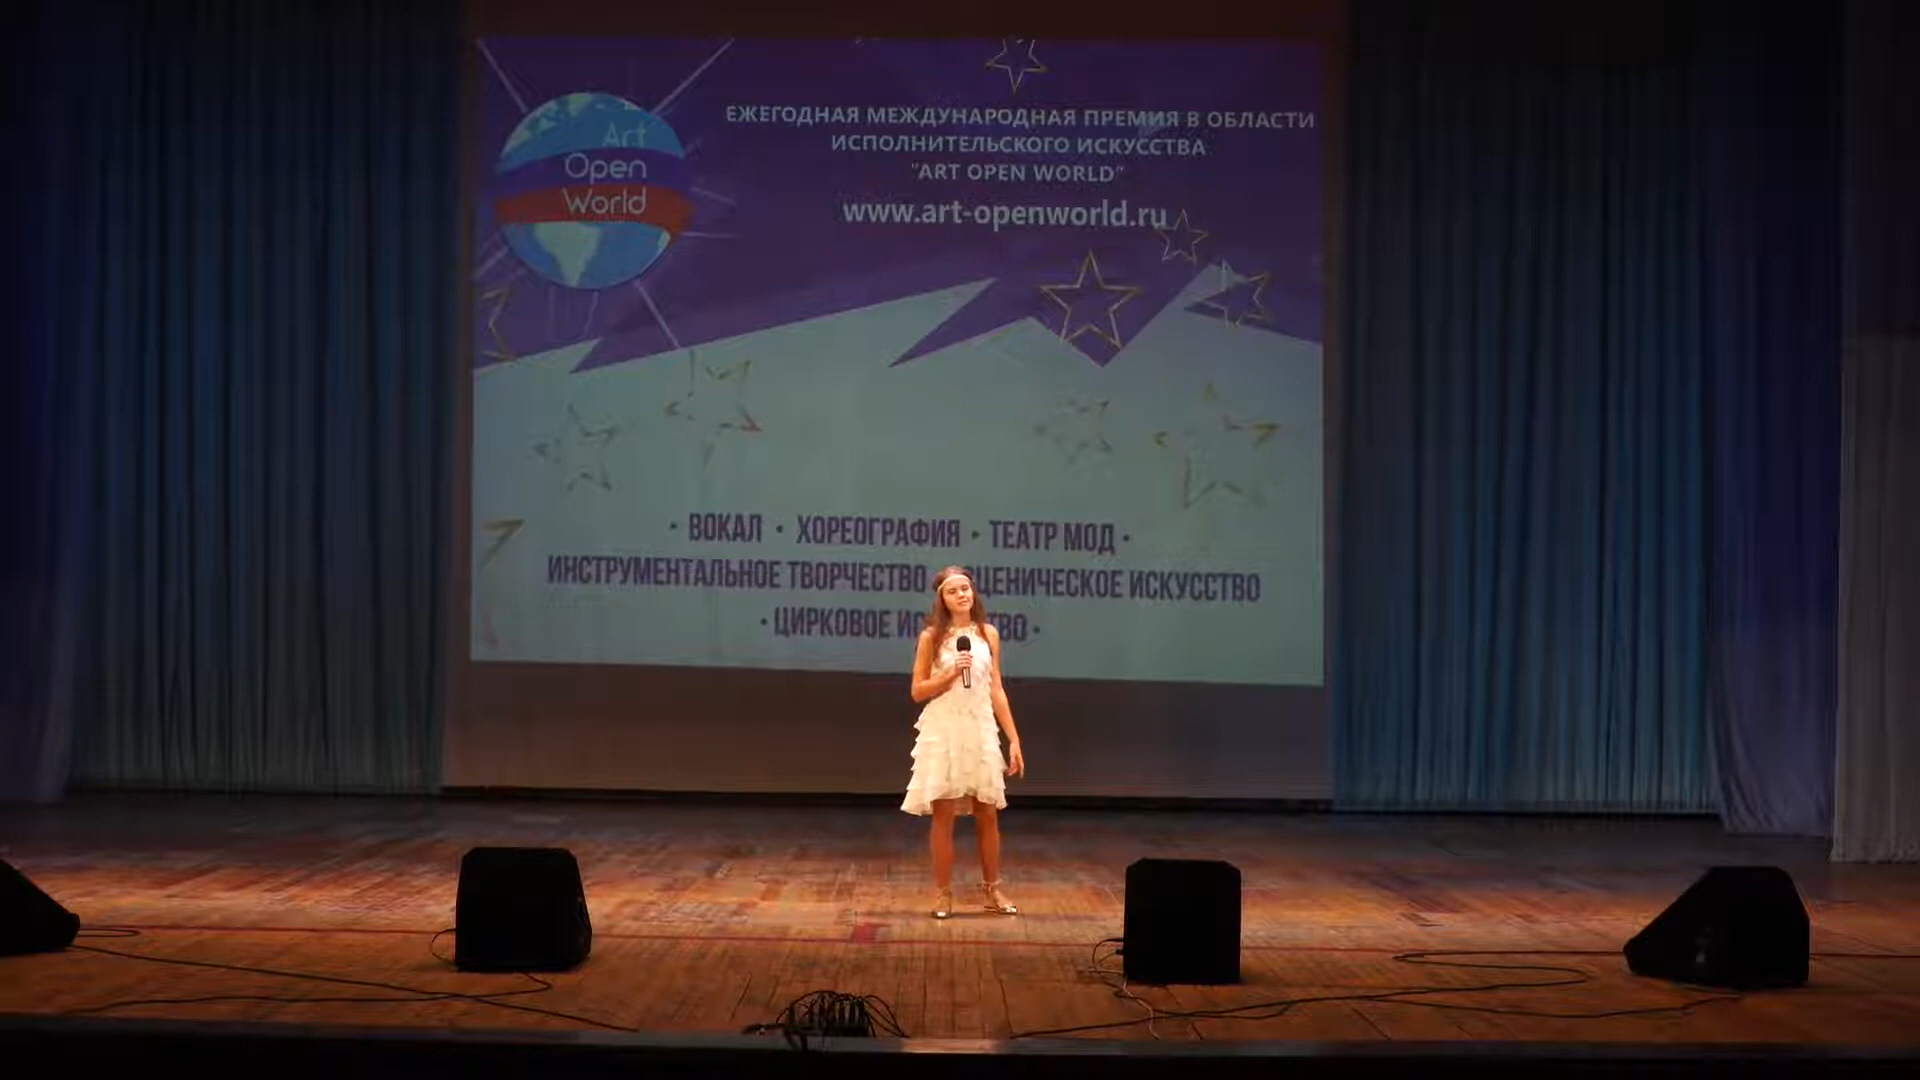 Art
Open
World
ЕЖЕГОДНАЯ МЕЖДУНАРОДНАЯ ПРЕМИЯ В ОБЛАСТИ
ИСПОЛНИТЕЛЬСКОГО ИСКУССТВА
"ART OPEN WORLD"
www.art-openworld.ru
• ВОКАЛ • ХОРЕОГРАФИЯ • ТЕАТР МОД •
ИНСТРУМЕНТАЛЬНОЕ ТВОРЧЕСТВО СЦЕНИЧЕСКОЕ ИСКУССТВО
• ЦИРКОВОЕ